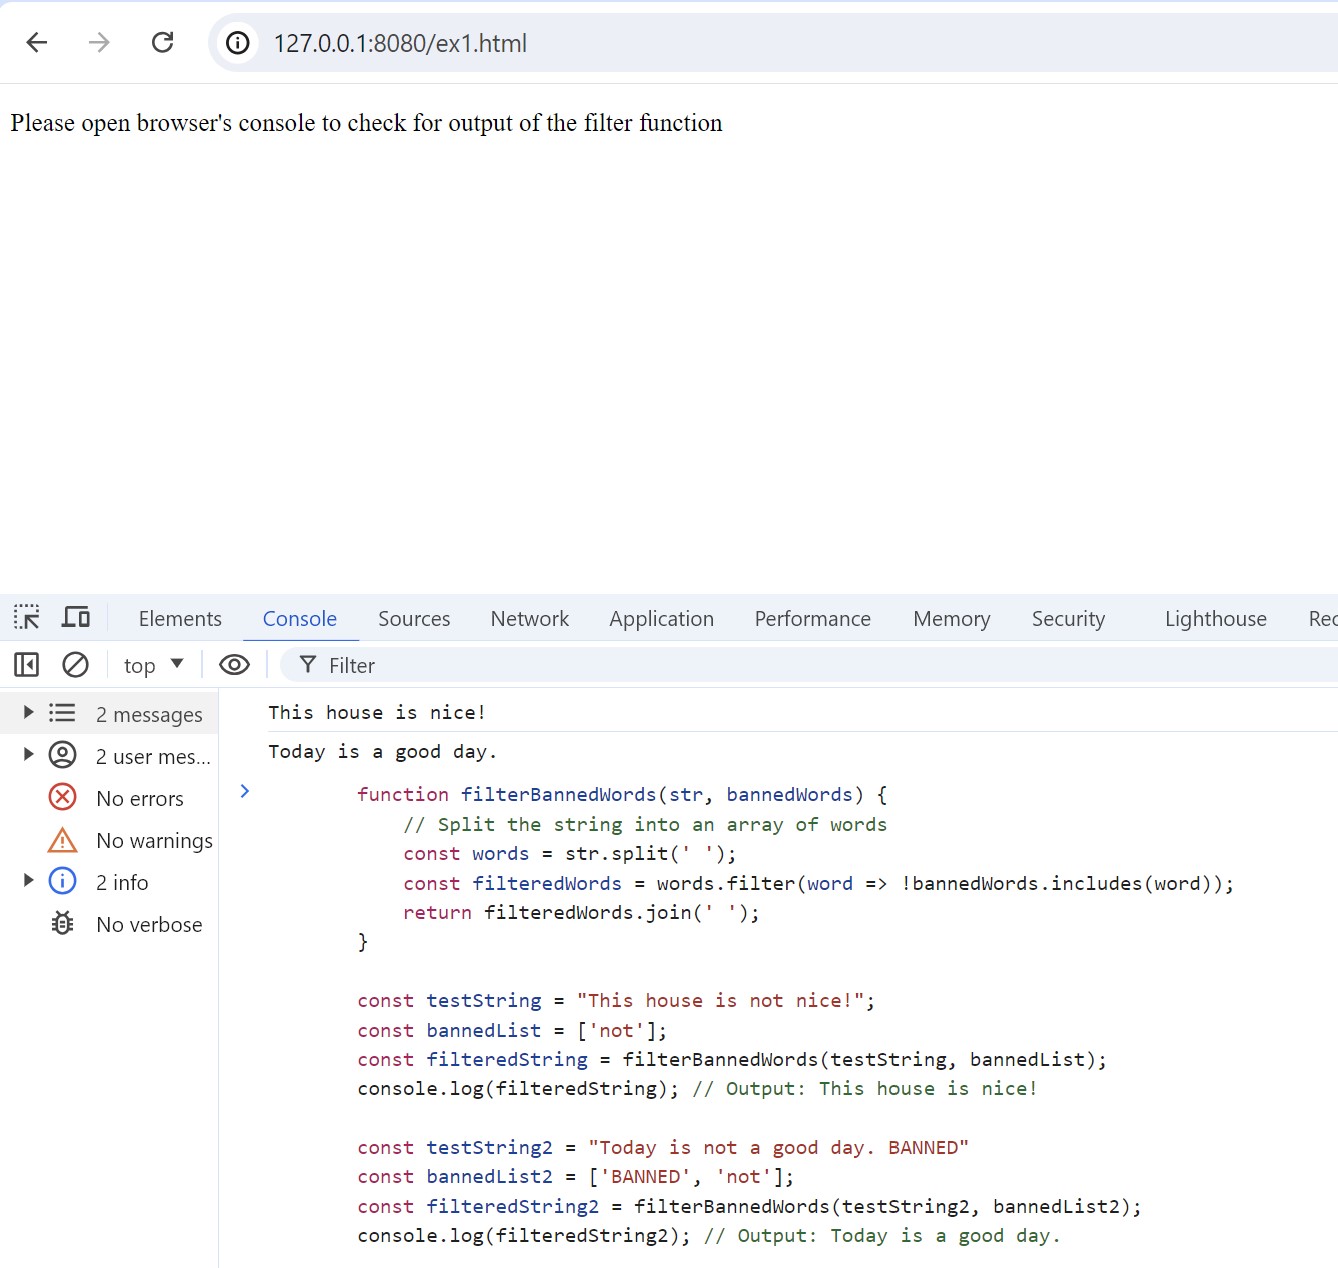 127.0.0.1:8080/ex1.html
Please open browser's console to check for output of the filter function
Elements Console Sources Network Application Performance Memory Security Lighthouse Rec
top Filter
2 messages
2 user mes...
No errors
No warnings
2 info
No verbose
This house is nice!
Today is a good day.
function filterBannedWords(str, bannedWords) {
    // Split the string into an array of words
    const words = str.split(' ');
    const filteredWords = words.filter(word => !bannedWords.includes(word));
    return filteredWords.join(' ');
}
const testString = "This house is not nice!";
const bannedList = ['not'];
const filteredString = filterBannedWords(testString, bannedList);
console.log(filteredString); // Output: This house is nice!
const testString2 = "Today is not a good day. BANNED"
const bannedList2 = ['BANNED', 'not'];
const filteredString2 = filterBannedWords(testString2, bannedList2);
console.log(filteredString2); // Output: Today is a good day.